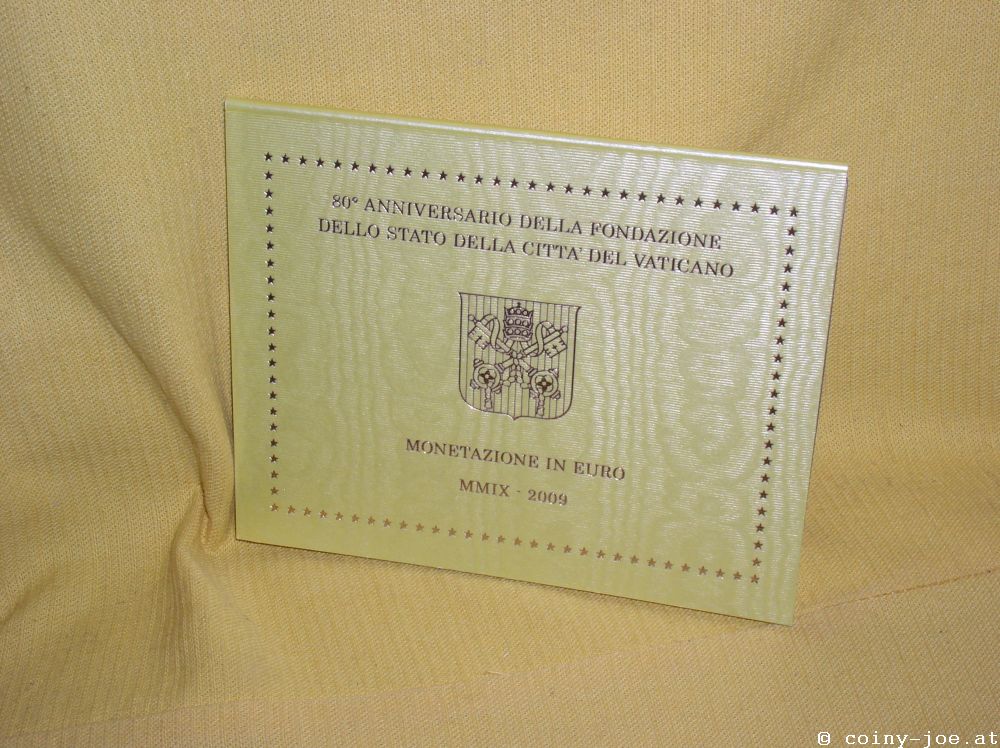 80° ANNIVERSARIO DELLA FONDAZIONE
DELLO STATO DELLA CITTA' DEL VATICANO
MONETAZIONE IN EURO
MMIX - 2009
© coiny-joe.at